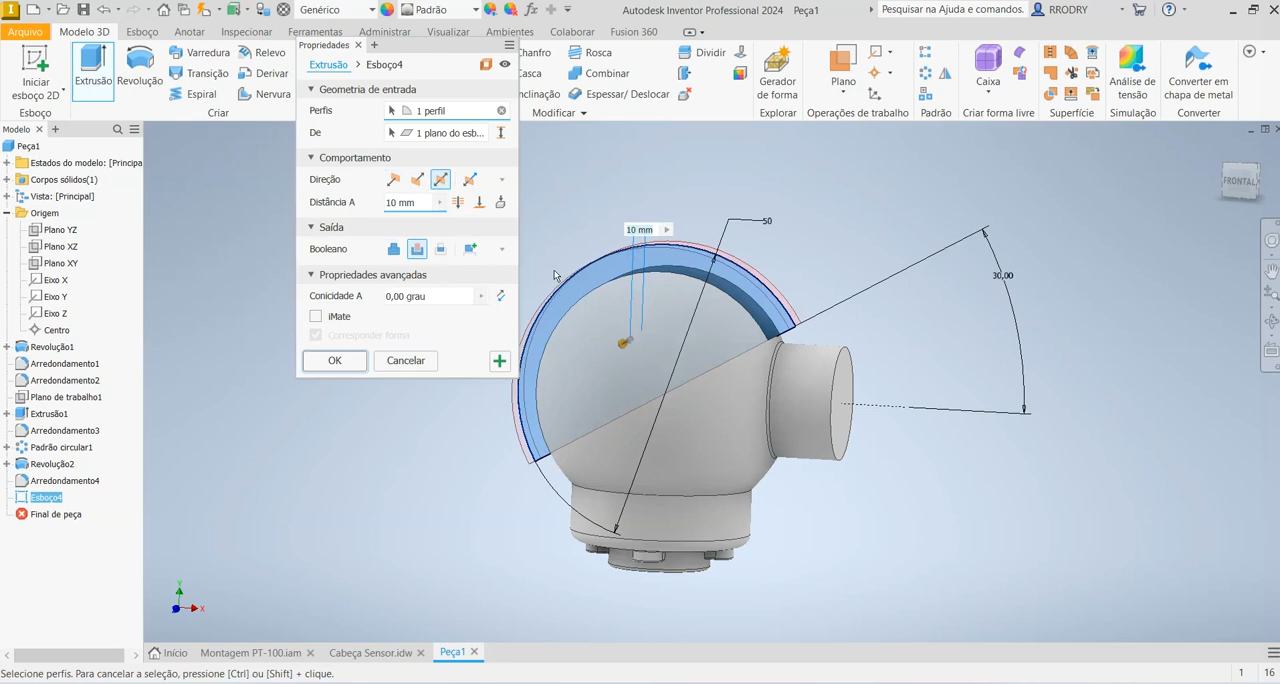 Genérico
Padrão
Autodesk Inventor Professional 2024 Peça1
Pesquisar na Ajuda e comandos.
RRODRY
Arquivo
Modelo 3D
Esboço
Anotar
Inspecionar
Ferramentas
Administrar
Visualizar
Ambientes
Colaborar
Fusion 360
Iniciar
esboço 2D
Esboço
Extrusão
Revolução
Varredura
Transição
Espiral
Relevo
Derivar
Nervura
Criar
Rosca
Combinar
Espessar/ Deslocar
Dividir
Modificar
Gerador
de forma
Explorar
Plano
Operações de trabalho
Padrão
Caixa
Criar forma livre
Superfície
Análise de
tensão
Simulação
Converter em
chapa de metal
Converter
Propriedades
Extrusão > Esboço4
Geometria de entrada
Perfis
1 perfil
De
1 plano do esb...
Comportamento
Direção
Distância A
10 mm
Saída
Booleano
Propriedades avançadas
Conicidade A
0,00 grau
iMate
Corresponder forma
OK
Cancelar
Modelo
Peça1
Estados do modelo: [Principa
Corpos sólidos(1)
Vista: [Principal]
Origem
Plano YZ
Plano XZ
Plano XY
Eixo X
Eixo Y
Eixo Z
Centro
Revolução1
Arredondamento1
Arredondamento2
Plano de trabalho1
Extrusão1
Arredondamento3
Padrão circular1
Revolução2
Arredondamento4
Esboço4
Final de peça
10 mm
50
30,00
FRONTAL
Y
X
Início
Montagem PT-100.iam
Cabeça Sensor.idw
Peça1
Selecione perfis. Para cancelar a seleção, pressione [Ctrl] ou [Shift] + clique.
1
16